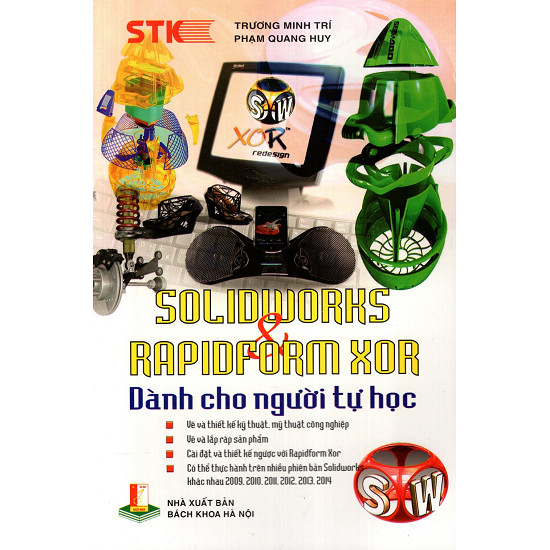 STK
TRƯƠNG MINH TRÍ
PHẠM QUANG HUY
SW
XOR™
redesign
SOLIDWORKS
&
RAPIDFORM XOR
Dành cho người tự học
Vẽ và thiết kế kỹ thuật, mỹ thuật công nghiệp
Vẽ và lắp ráp sản phẩm
Cài đặt và thiết kế ngược với Rapidform Xor
Có thể thực hành trên nhiều phiên bản Solidworks
khác nhau 2009, 2010, 2011, 2012, 2013, 2014
SW
NHÀ XUẤT BẢN
BÁCH KHOA HÀ NỘI